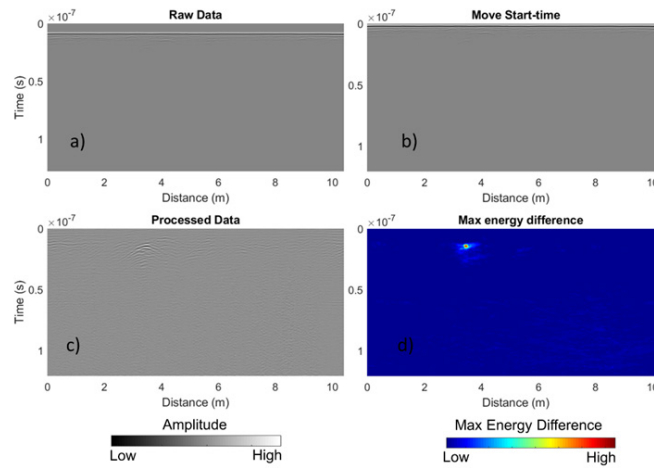 Raw Data
Move Start-time
×10⁻⁷
×10⁻⁷
0
0.5
1
Time (s)
a)
0
0.5
1
b)
0 2 4 6 8 10
Distance (m)
0 2 4 6 8 10
Distance (m)
Processed Data
Max energy difference
×10⁻⁷
×10⁻⁷
0
0.5
1
Time (s)
c)
0
0.5
1
d)
0 2 4 6 8 10
Distance (m)
0 2 4 6 8 10
Distance (m)
Amplitude
Low High
Max Energy Difference
Low High